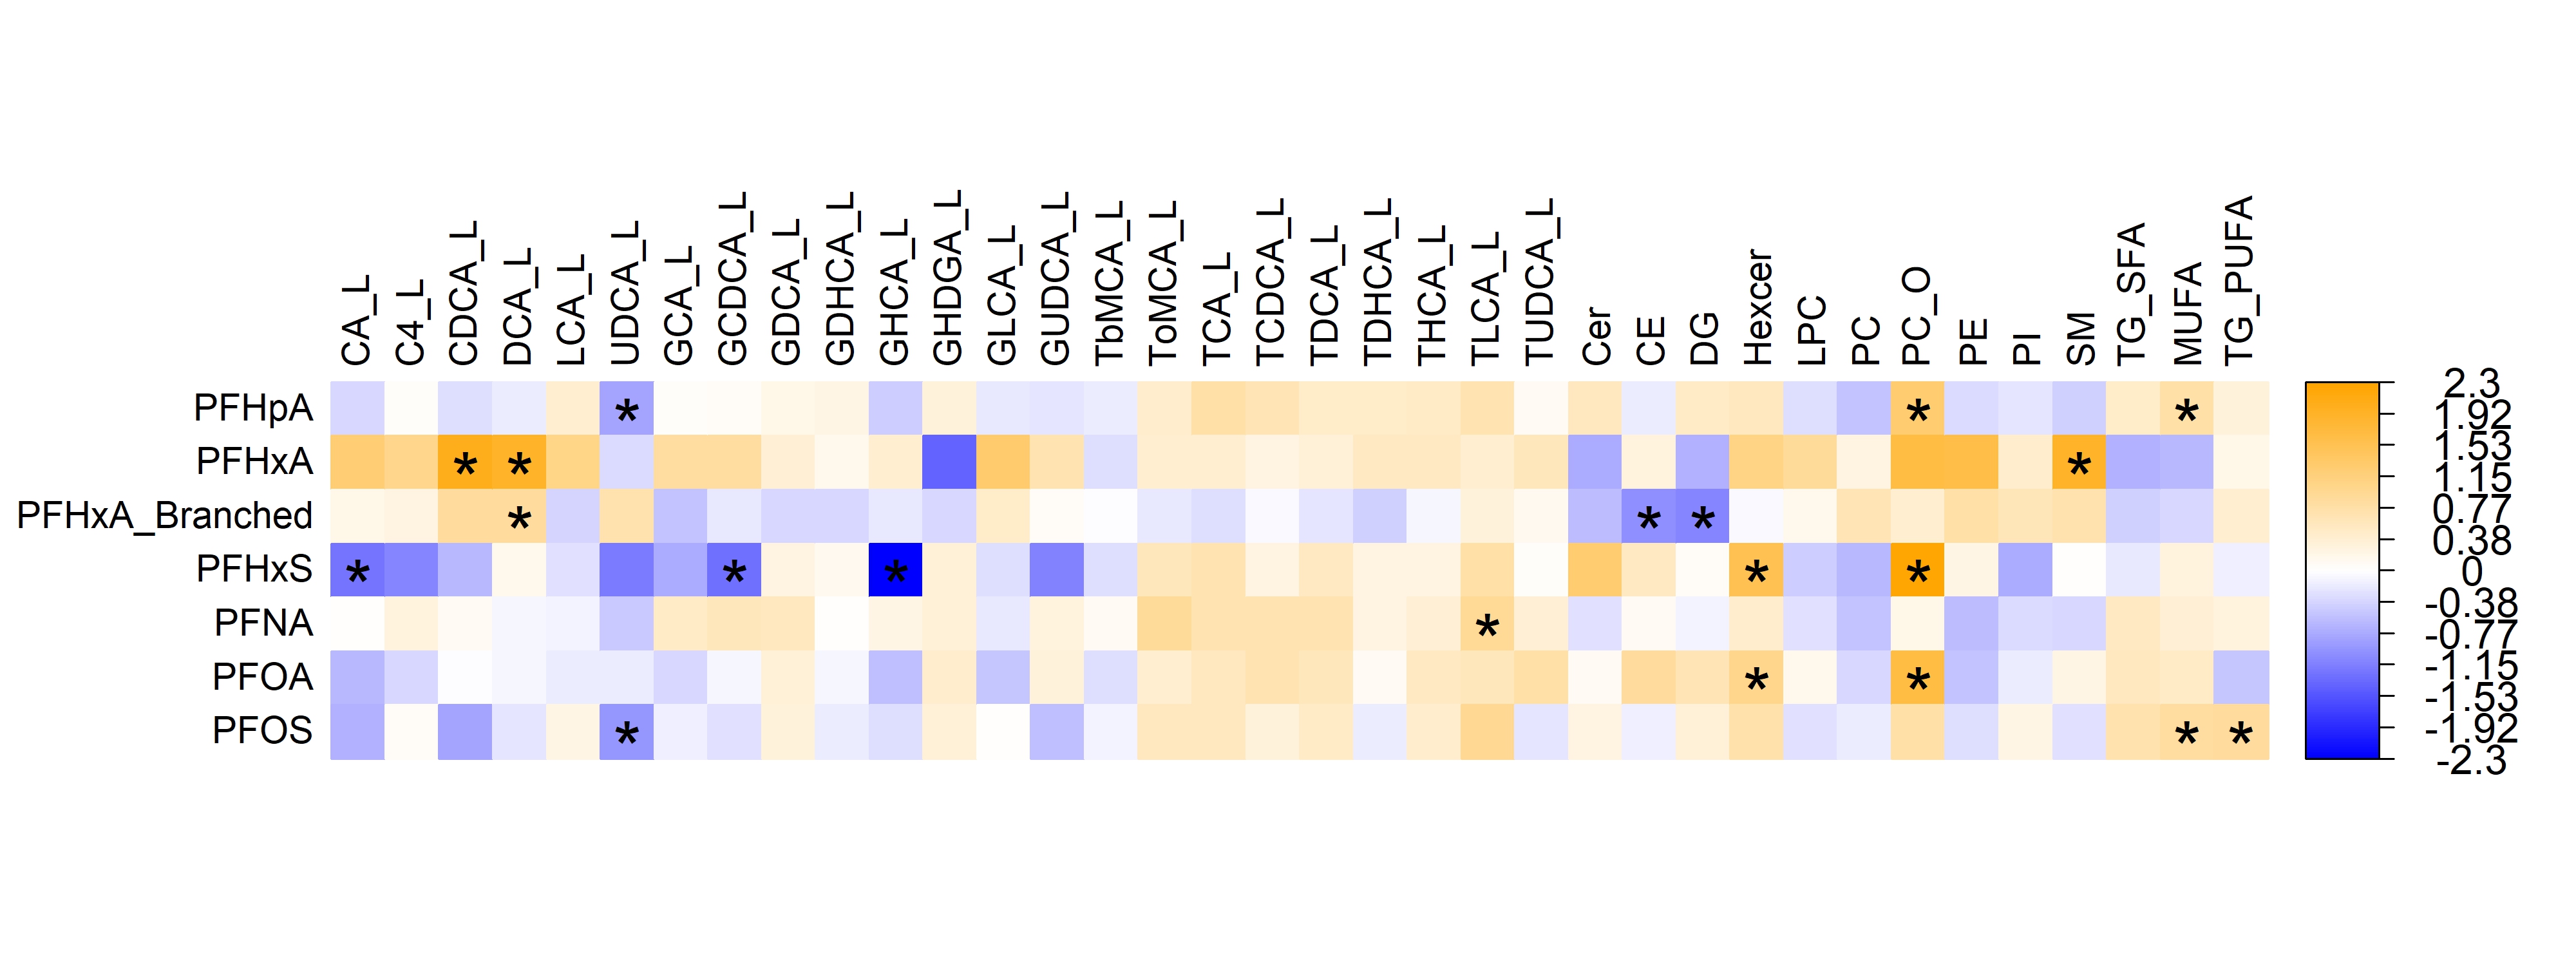 CA_L
C4_L
CDCA_L
DCA_L
LCA_L
UDCA_L
GCA_L
GCDCA_L
GDCA_L
GDHCA_L
GHCA_L
GHDGA_L
GLCA_L
GUDCA_L
TbMCA_L
ToMCA_L
TCA_L
TCDCA_L
TDCA_L
TDHCA_L
THCA_L
TLCA_L
TUDCA_L
Cer
CE
DG
Hexcer
LPC
PC
PC_O
PE
PI
SM
TG_SFA
MUFA
TG_PUFA
PFHpA * * *
PFHxA * * *
PFHxA_Branched * * *
PFHxS * * * * *
PFNA *
PFOA * *
PFOS * * *
2.3
1.92
1.53
1.15
0.77
0.38
0
-0.38
-0.77
-1.15
-1.53
-1.92
-2.3